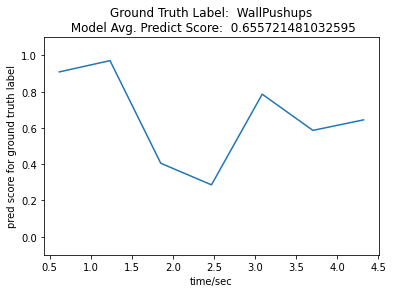 Ground Truth Label:  WallPushups
Model Avg. Predict Score:  0.655721481032595
pred score for ground truth label
1.0
0.8
0.6
0.4
0.2
0.0
0.5 1.0 1.5 2.0 2.5 3.0 3.5 4.0 4.5
time/sec